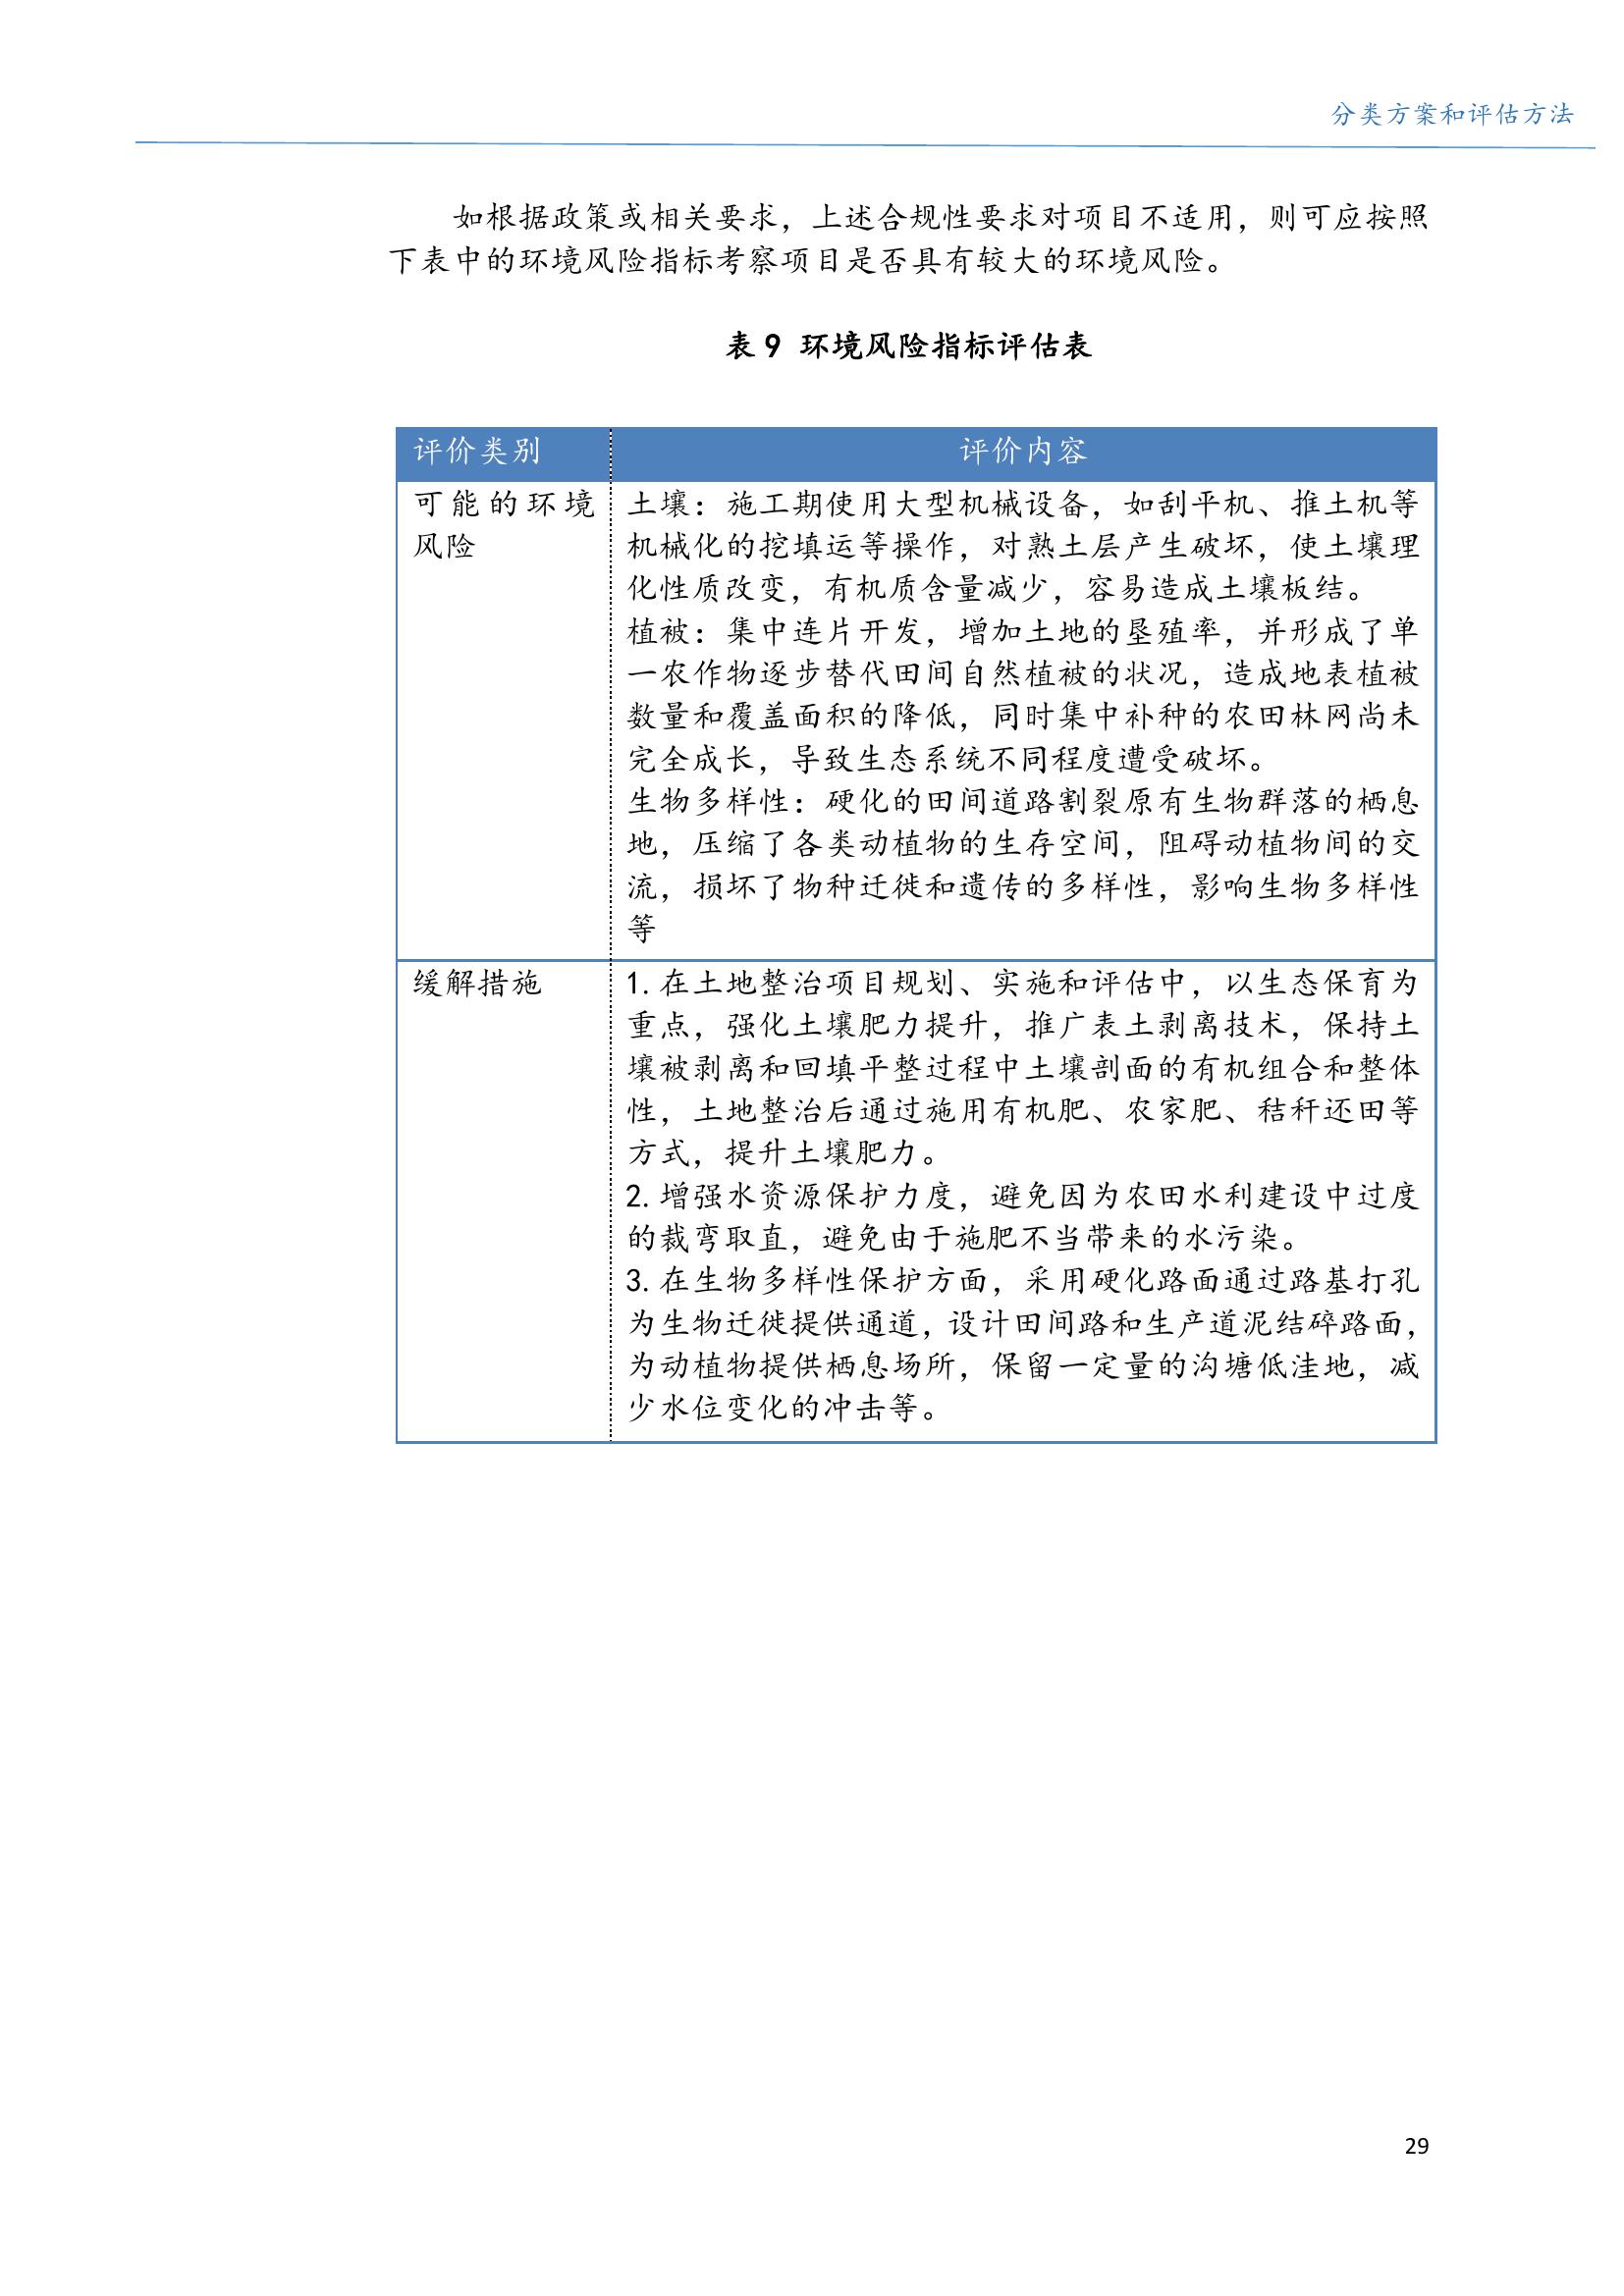 分类方案和评估方法
如根据政策或相关要求，上述合规性要求对项目不适用，则可应按照
下表中的环境风险指标考察项目是否具有较大的环境风险。
表 9 环境风险指标评估表
评价类别
评价内容
可能的环境
风险
土壤：施工期使用大型机械设备，如刮平机、推土机等
机械化的挖填运等操作，对熟土层产生破坏，使土壤理
化性质改变，有机质含量减少，容易造成土壤板结。
植被：集中连片开发，增加土地的垦殖率，并形成了单
一农作物逐步替代田间自然植被的状况，造成地表植被
数量和覆盖面积的降低，同时集中补种的农田林网尚未
完全成长，导致生态系统不同程度遭受破坏。
生物多样性：硬化的田间道路割裂原有生物群落的栖息
地，压缩了各类动植物的生存空间，阻碍动植物间的交
流，损坏了物种迁徙和遗传的多样性，影响生物多样性
等
缓解措施
1.在土地整治项目规划、实施和评估中，以生态保育为
重点，强化土壤肥力提升，推广表土剥离技术，保持土
壤被剥离和回填平整过程中土壤剖面的有机组合和整体
性，土地整治后通过施用有机肥、农家肥、秸秆还田等
方式，提升土壤肥力。
2.增强水资源保护力度，避免因为农田水利建设中过度
的裁弯取直，避免由于施肥不当带来的水污染。
3.在生物多样性保护方面，采用硬化路面通过路基打孔
为生物迁徙提供通道，设计田间路和生产道泥结碎路面，
为动植物提供栖息场所，保留一定量的沟塘低洼地，减
少水位变化的冲击等。
29